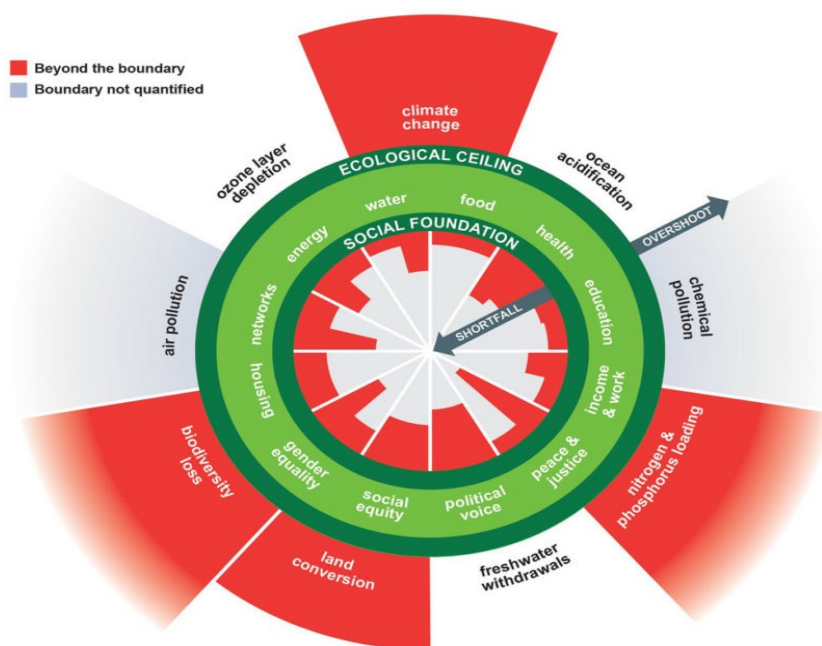 Beyond the boundary
Boundary not quantified
climate
change
ozone layer
depletion
ocean
acidification
ECOLOGICAL CEILING
OVERSHOOT
water
food
energy
health
SOCIAL FOUNDATION
networks
education
SHORTFALL
air pollution
chemical
pollution
housing
income
& work
gender
equality
peace &
justice
social
equity
political
voice
biodiversity
loss
nitrogen &
phosphorus loading
land
conversion
freshwater
withdrawals